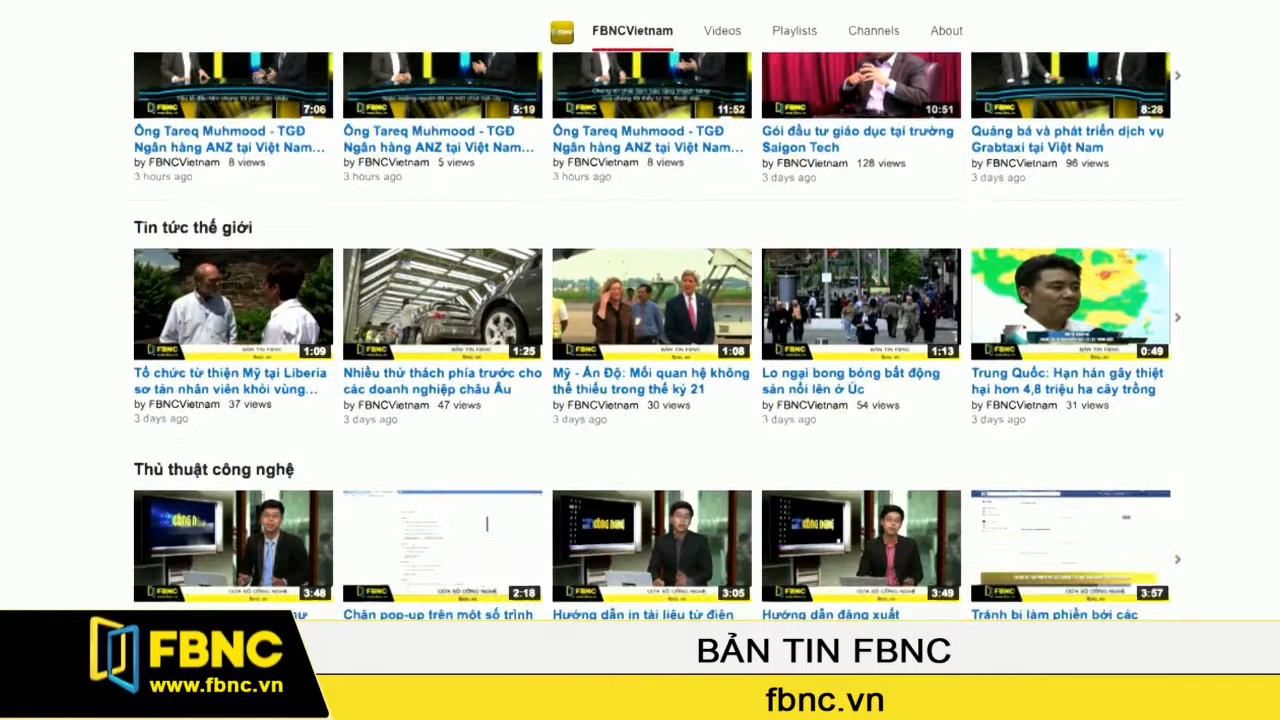 FBNCVietnam Videos Playlists Channels About
7:06 5:19 11:52 10:51 8:28
Ông Tareq Muhmood - TGĐ
Ngân hàng ANZ tại Việt Nam...
by FBNCVietnam 8 views
3 hours ago
Ông Tareq Muhmood - TGĐ
Ngân hàng ANZ tại Việt Nam...
by FBNCVietnam 5 views
3 hours ago
Ông Tareq Muhmood - TGĐ
Ngân hàng ANZ tại Việt Nam...
by FBNCVietnam 8 views
3 hours ago
Gói đầu tư giáo dục tại trường
Saigon Tech
by FBNCVietnam 128 views
3 days ago
Quảng bá và phát triển dịch vụ
Grabtaxi tại Việt Nam
by FBNCVietnam 96 views
3 days ago
Tin tức thế giới
1:09 1:25 1:08 1:13 0:49
Tổ chức từ thiện Mỹ tại Liberia
sơ tán nhân viên khỏi vùng...
by FBNCVietnam 37 views
3 days ago
Nhiều thử thách phía trước cho
các doanh nghiệp châu Âu
by FBNCVietnam 47 views
3 days ago
Mỹ - Ấn Độ: Mối quan hệ không
thể thiếu trong thế kỷ 21
by FBNCVietnam 30 views
3 days ago
Lo ngại bong bóng bất động
sản nổi lên ở Úc
by FBNCVietnam 54 views
3 days ago
Trung Quốc: Hạn hán gây thiệt
hại hơn 4,8 triệu ha cây trồng
by FBNCVietnam 31 views
3 days ago
Thủ thuật công nghệ
3:48 2:18 3:05 3:49 3:57
Chặn pop-up trên một số trình
Hướng dẫn in tài liệu từ điện
Hướng dẫn đăng xuất
Tránh bị làm phiền bởi các
FBNC
www.fbnc.vn
BẢN TIN FBNC
fbnc.vn